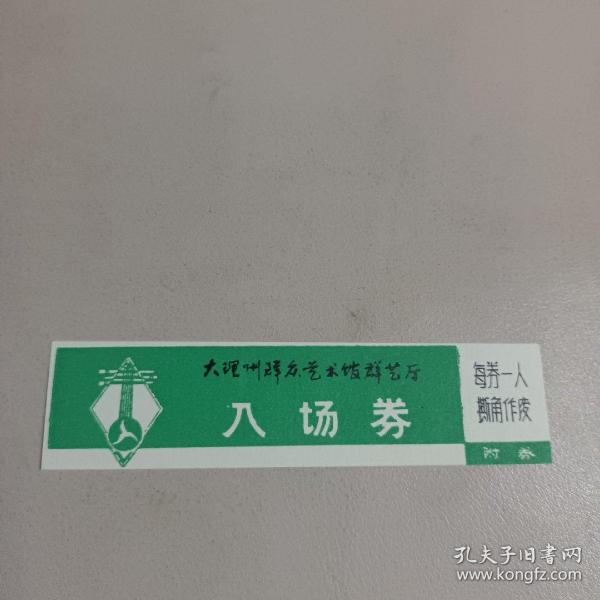 大理州群众艺术馆群艺厅
入场券
每券一人
撕角作废
附券
孔夫子旧书网
www.kongfz.com